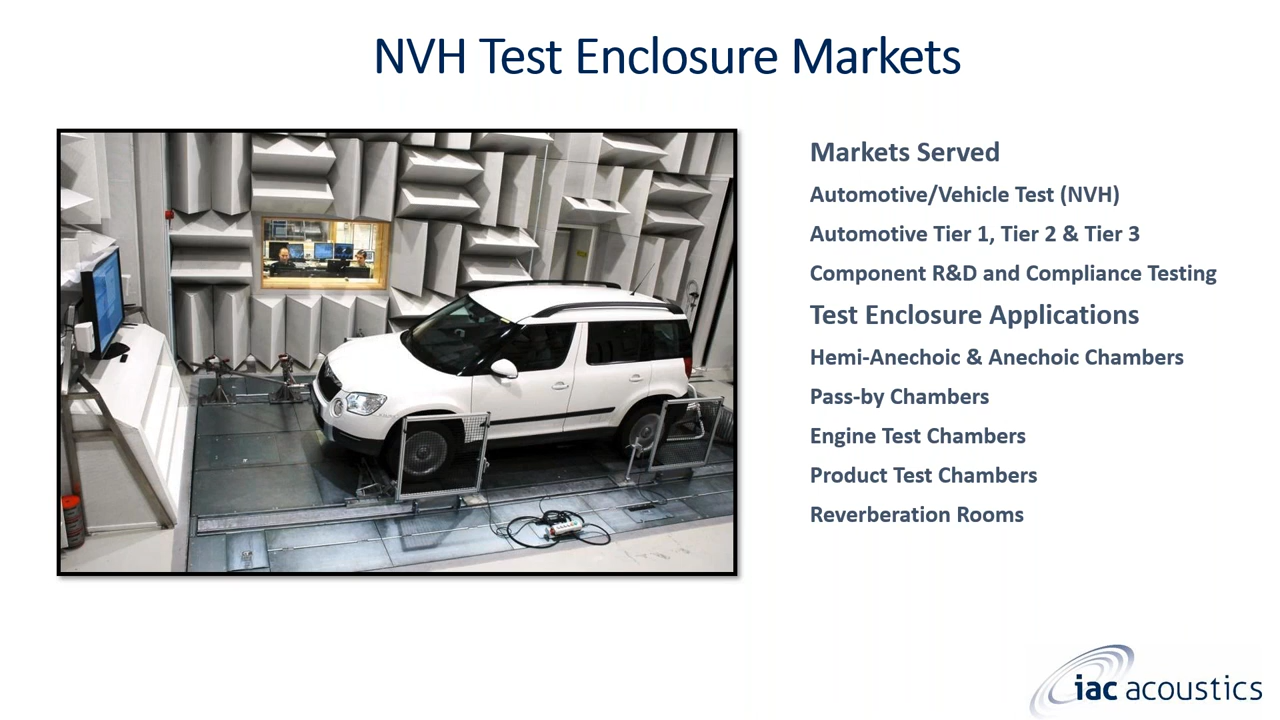 NVH Test Enclosure Markets
Markets Served
Automotive/Vehicle Test (NVH)
Automotive Tier 1, Tier 2 & Tier 3
Component R&D and Compliance Testing
Test Enclosure Applications
Hemi-Anechoic & Anechoic Chambers
Pass-by Chambers
Engine Test Chambers
Product Test Chambers
Reverberation Rooms
iac acoustics